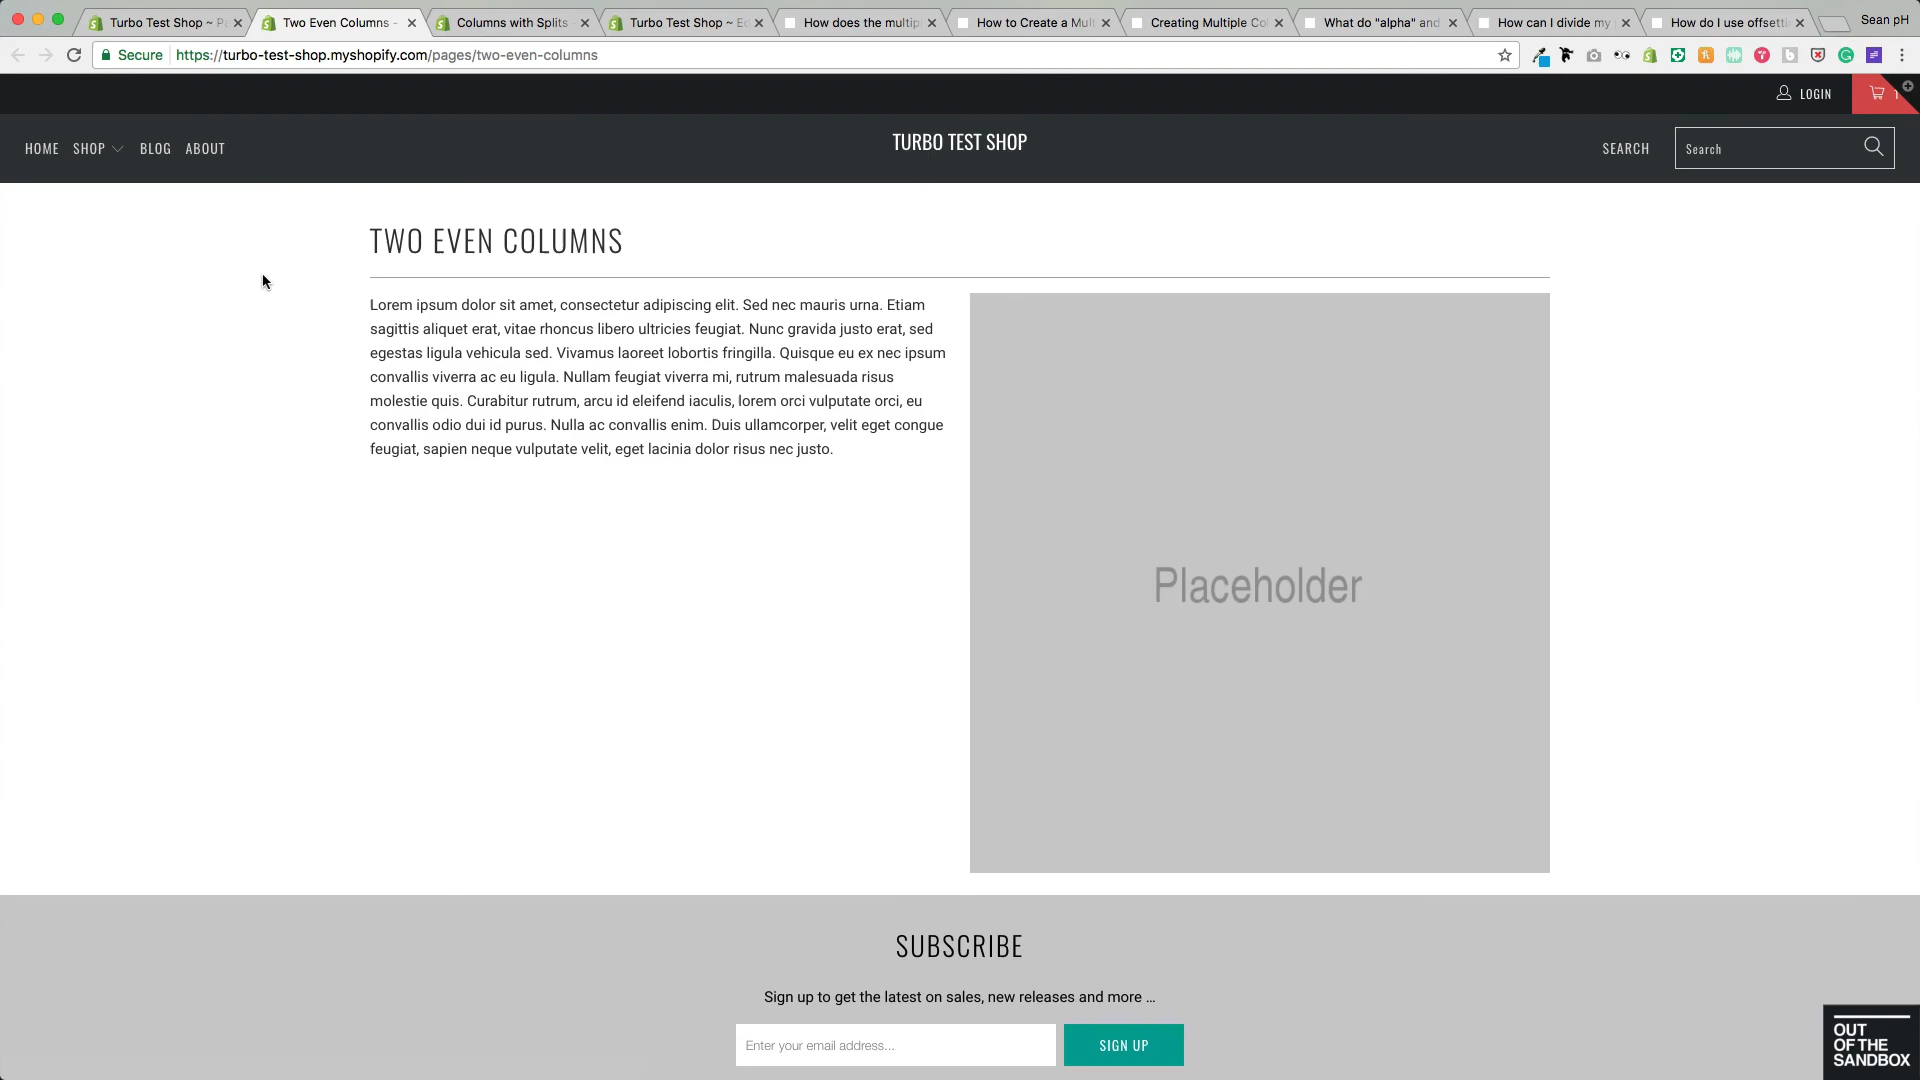 Turbo Test Shop ~ P
Two Even Columns -
Columns with Splits
Turbo Test Shop ~ E
How does the multip
How to Create a Mult
Creating Multiple Co
What do "alpha" and
How can I divide my
How do I use offsett
Sean pH
Secure
https://turbo-test-shop.myshopify.com/pages/two-even-columns
LOGIN
1
HOME SHOP BLOG ABOUT
TURBO TEST SHOP
SEARCH
Search
TWO EVEN COLUMNS
Lorem ipsum dolor sit amet, consectetur adipiscing elit. Sed nec mauris urna. Etiam
sagittis aliquet erat, vitae rhoncus libero ultricies feugiat. Nunc gravida justo erat, sed
egestas ligula vehicula sed. Vivamus laoreet lobortis fringilla. Quisque eu ex nec ipsum
convallis viverra ac eu ligula. Nullam feugiat viverra mi, rutrum malesuada risus
molestie quis. Curabitur rutrum, arcu id eleifend iaculis, lorem orci vulputate orci, eu
convallis odio dui id purus. Nulla ac convallis enim. Duis ullamcorper, velit eget congue
feugiat, sapien neque vulputate velit, eget lacinia dolor risus nec justo.
Placeholder
SUBSCRIBE
Sign up to get the latest on sales, new releases and more …
Enter your email address...
SIGN UP
OUT
OF THE
SANDBOX